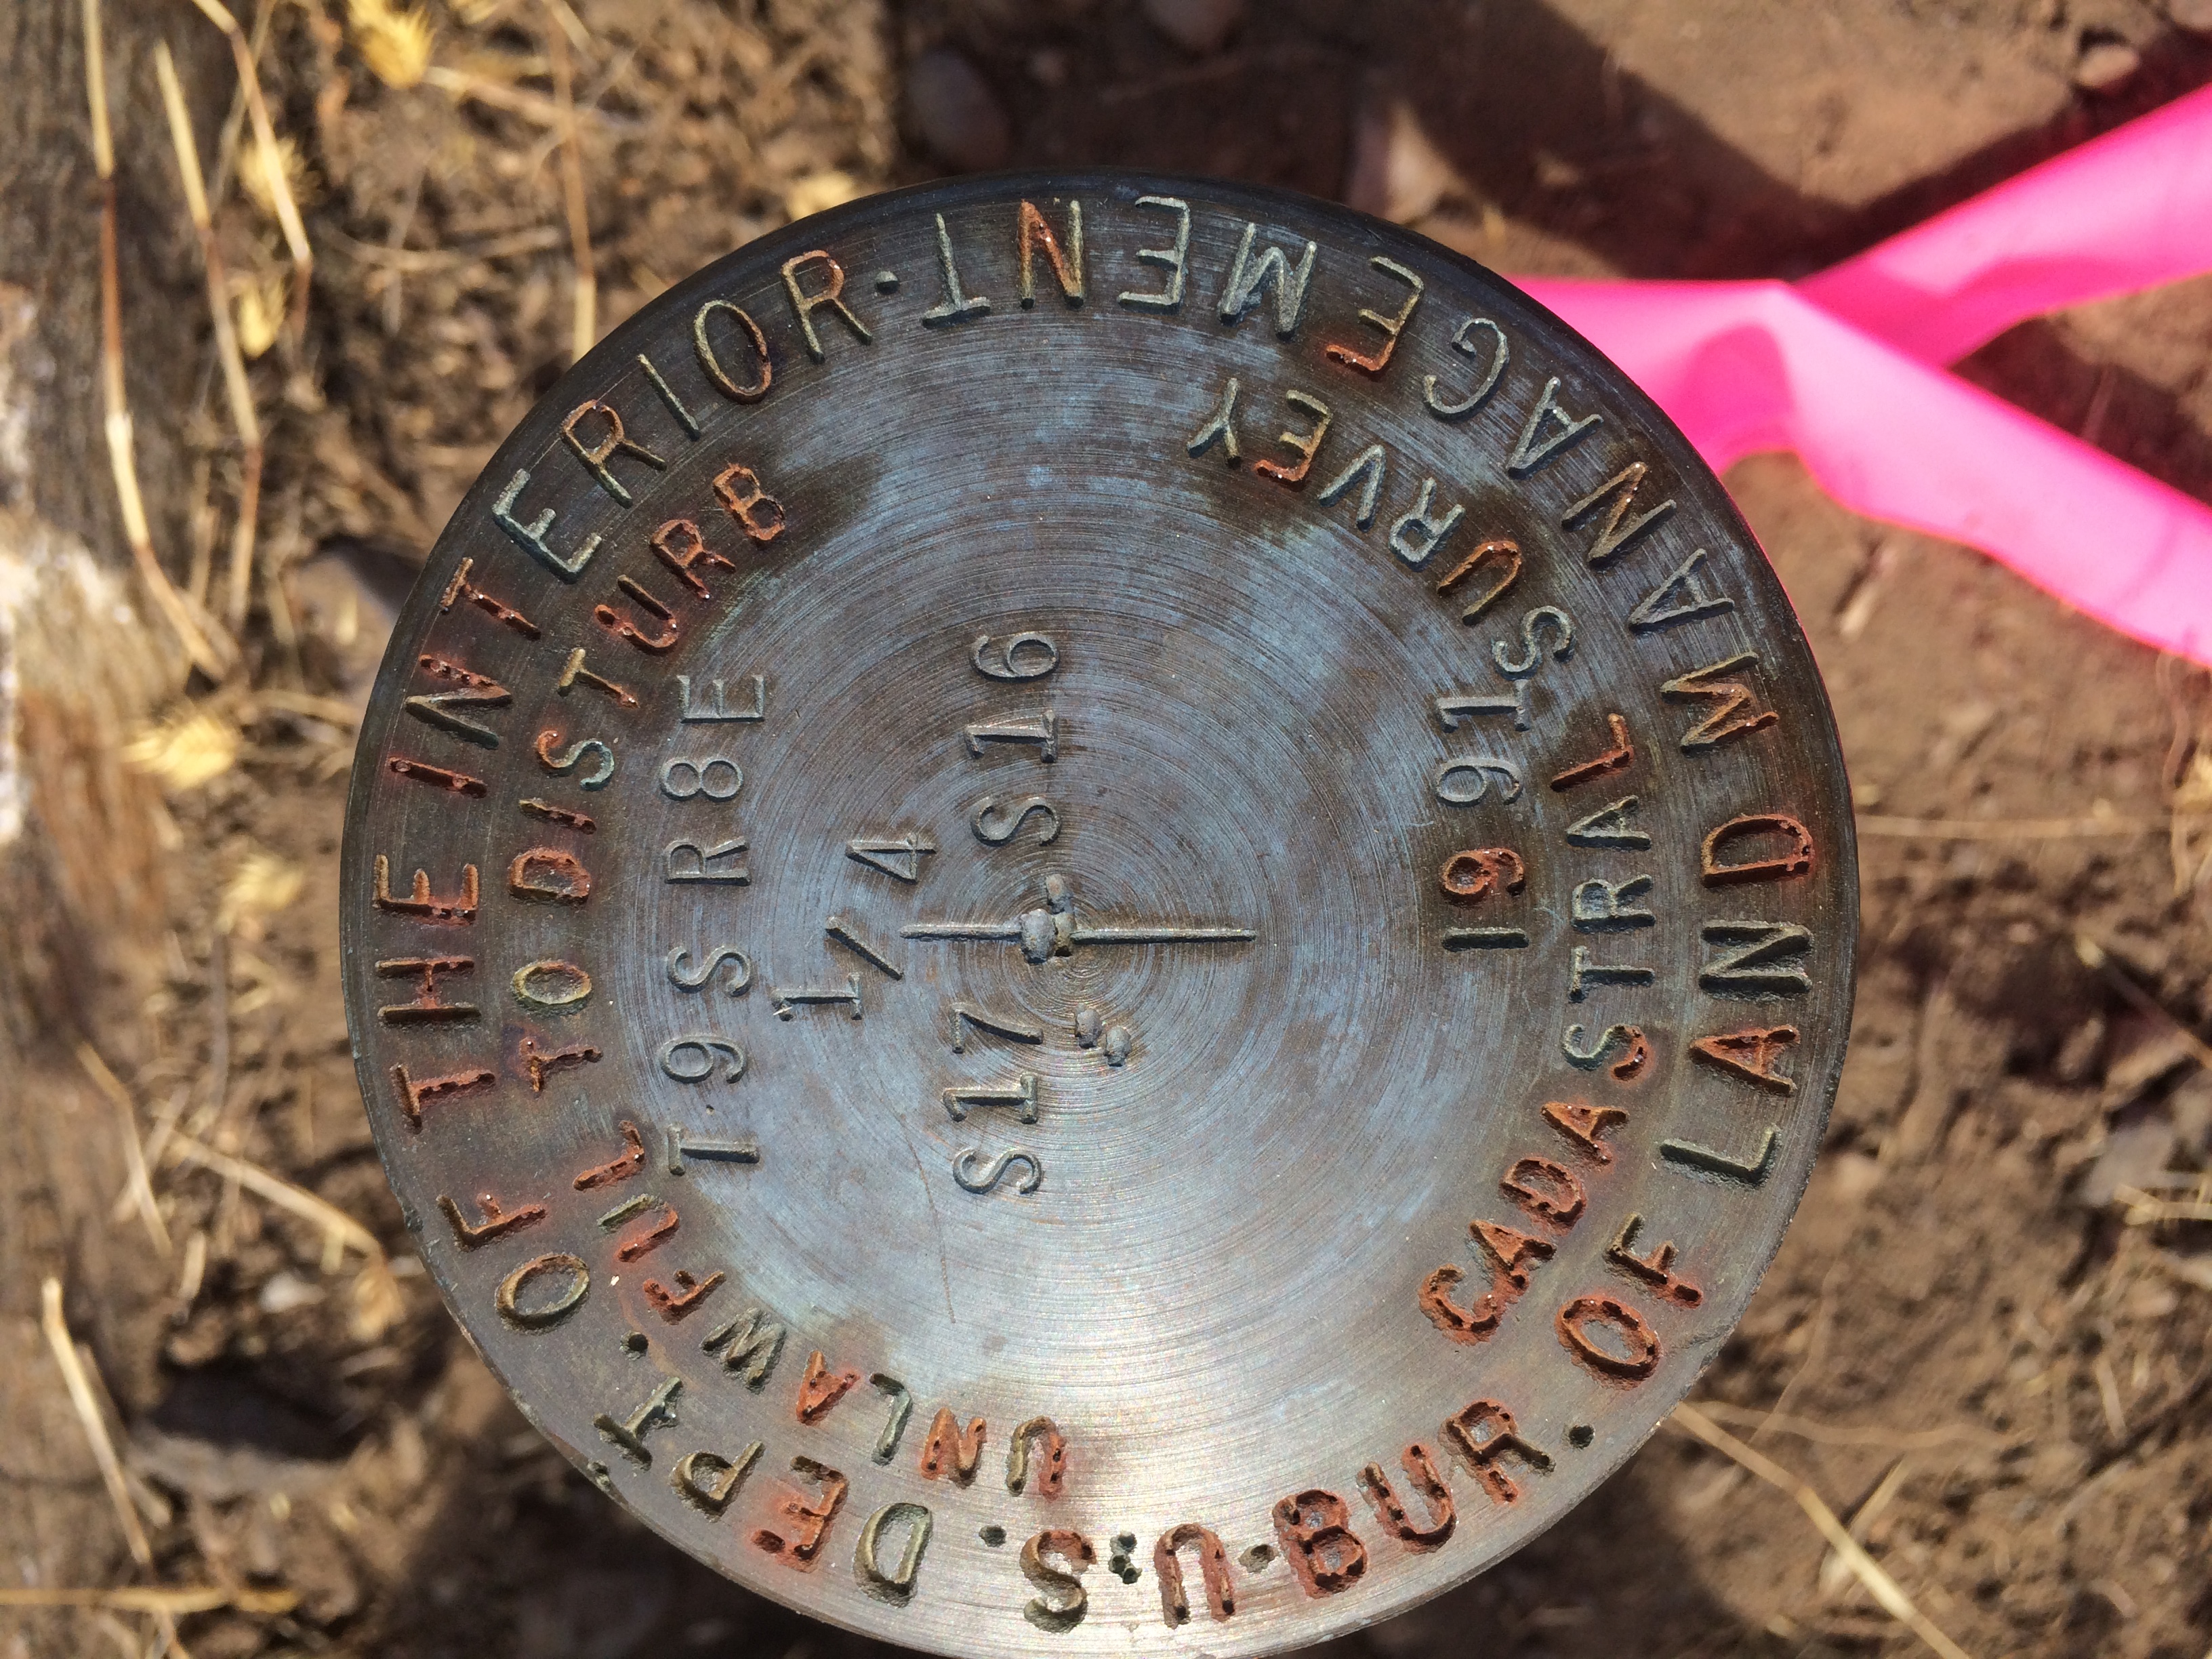 U.S. DEPT. OF THE INTERIOR
UNLAWFUL TO DISTURB
T9S R8E
1/4
S17 S16
1991
CADASTRAL SURVEY
BUR. OF LAND MANAGEMENT